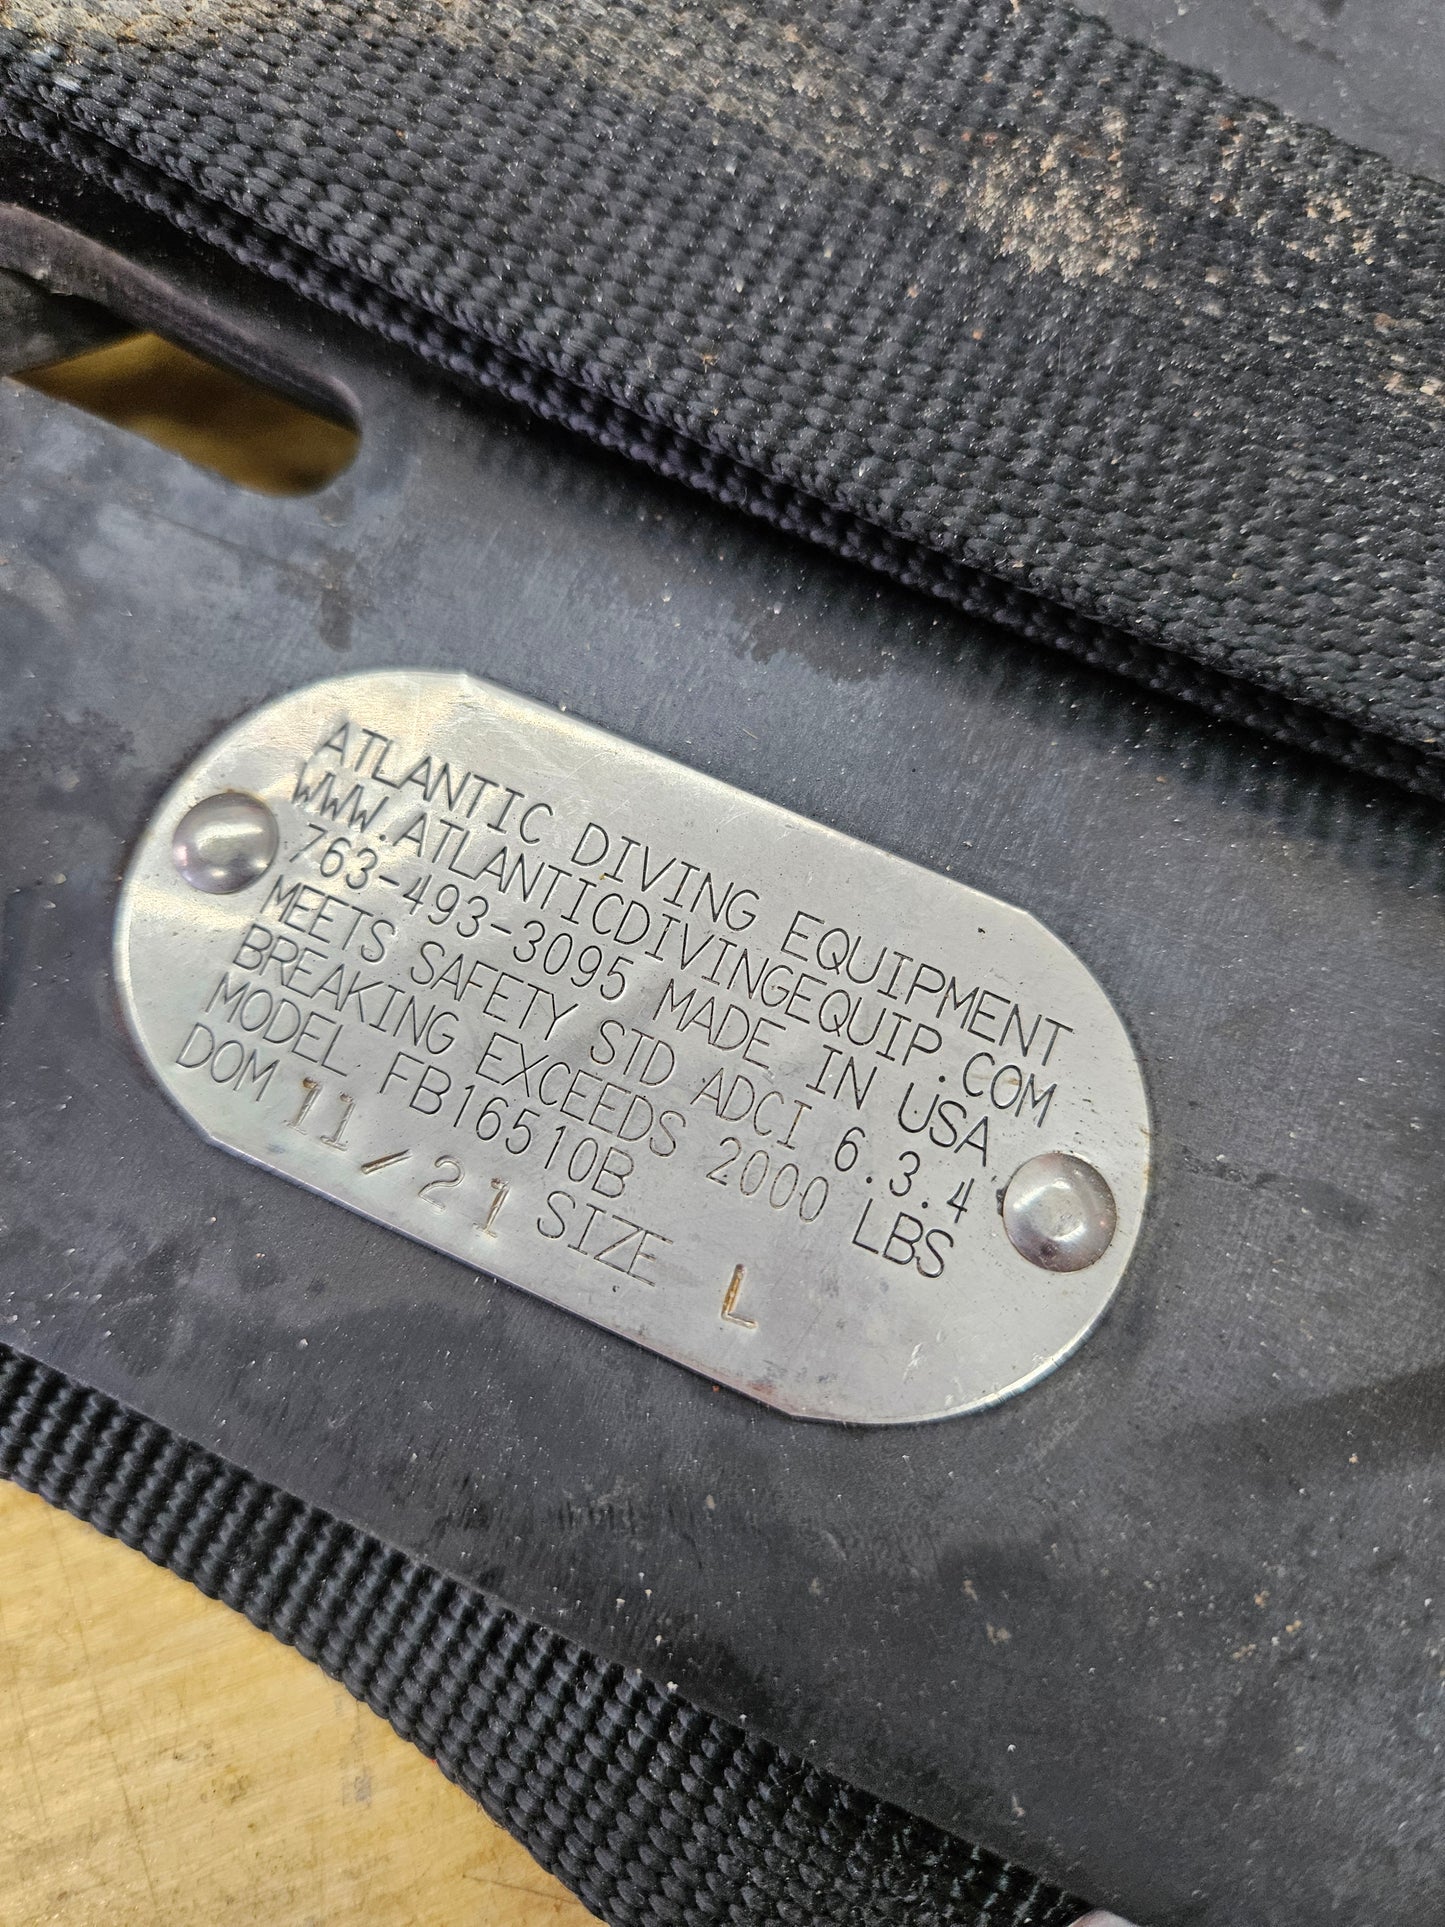 ATLANTIC DIVING EQUIPMENT
WWW.ATLANTICDIVINGEQUIP.COM
763-493-3095 MADE IN USA
MEETS SAFETY STD ADCI 6.3.4
BREAKING EXCEEDS 2000 LBS
MODEL FB16510B
DOM 11/21 SIZE L